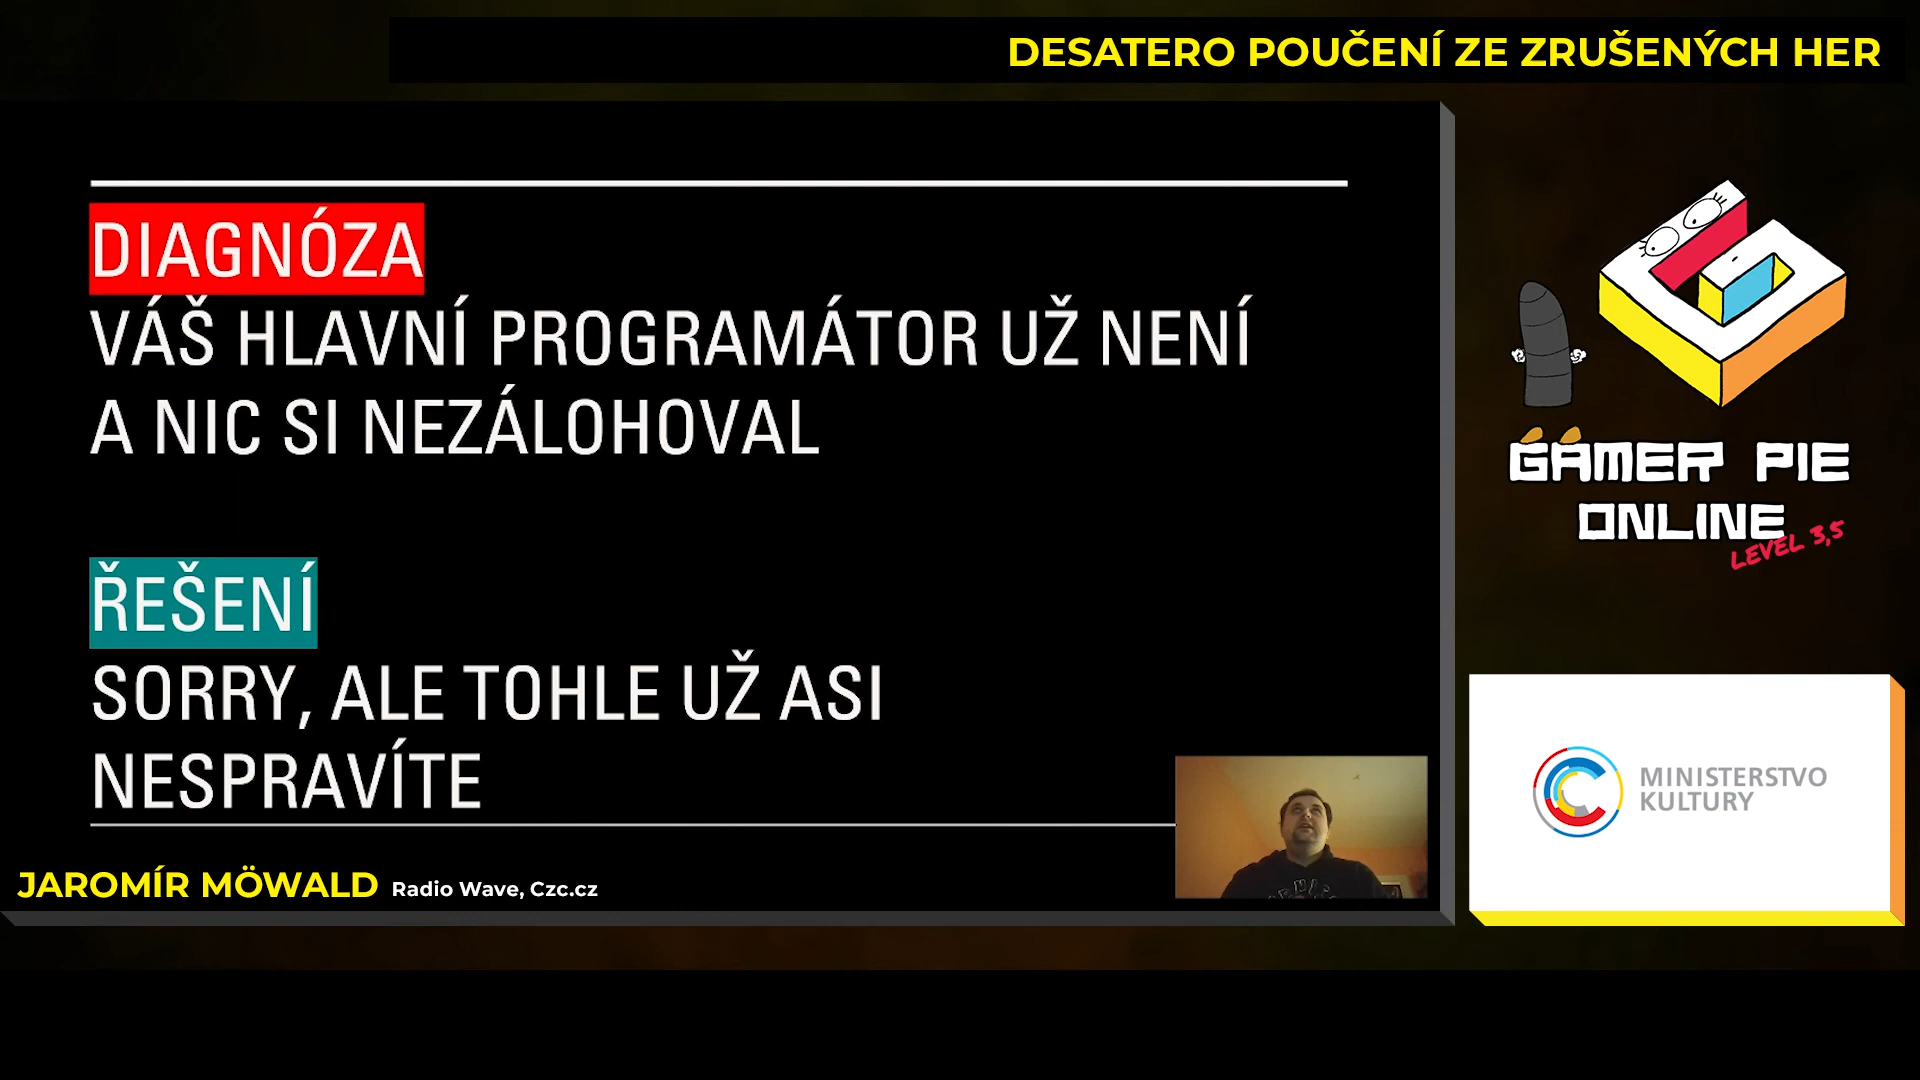 DESATERO POUČENÍ ZE ZRUŠENÝCH HER
DIAGNÓZA
VÁŠ HLAVNÍ PROGRAMÁTOR UŽ NENÍ
A NIC SI NEZÁLOHOVAL
ŘEŠENÍ
SORRY, ALE TOHLE UŽ ASI
NESPRAVÍTE
JAROMÍR MÖWALD Radio Wave, Czc.cz
GAMER PIE
ONLINE
LEVEL 3,5
MINISTERSTVO
KULTURY